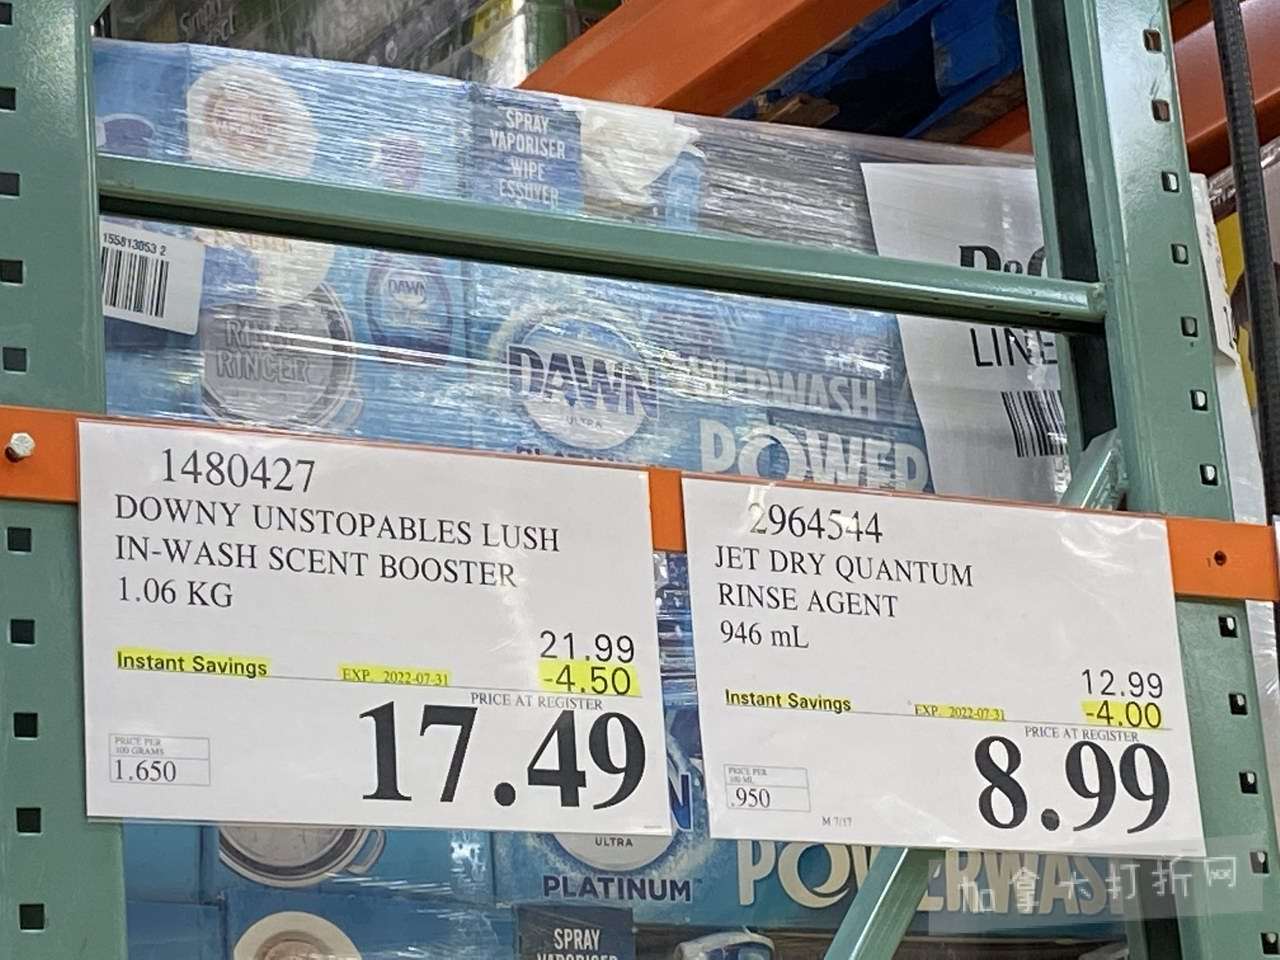 SPRAY
VAPORISER
WIPE
ESSUYER
155813053 2
DAWN
RINCER
DAWN
ULTRA
POWERWASH
POWER
LINE
1480427
DOWNY UNSTOPABLES LUSH
IN-WASH SCENT BOOSTER
1.06 KG
21.99
Instant Savings EXP. 2022-07-31 -4.50
PRICE AT REGISTER
17.49
PRICE PER
100 GRAMS
1.650
2964544
JET DRY QUANTUM
RINSE AGENT
946 mL
12.99
Instant Savings EXP. 2022-07-31 -4.00
PRICE AT REGISTER
8.99
PRICE PER
100 ML
.950
M 7/17
ULTRA
PLATINUM
POWERWASH
SPRAY
VAPORISER
加拿大打折网